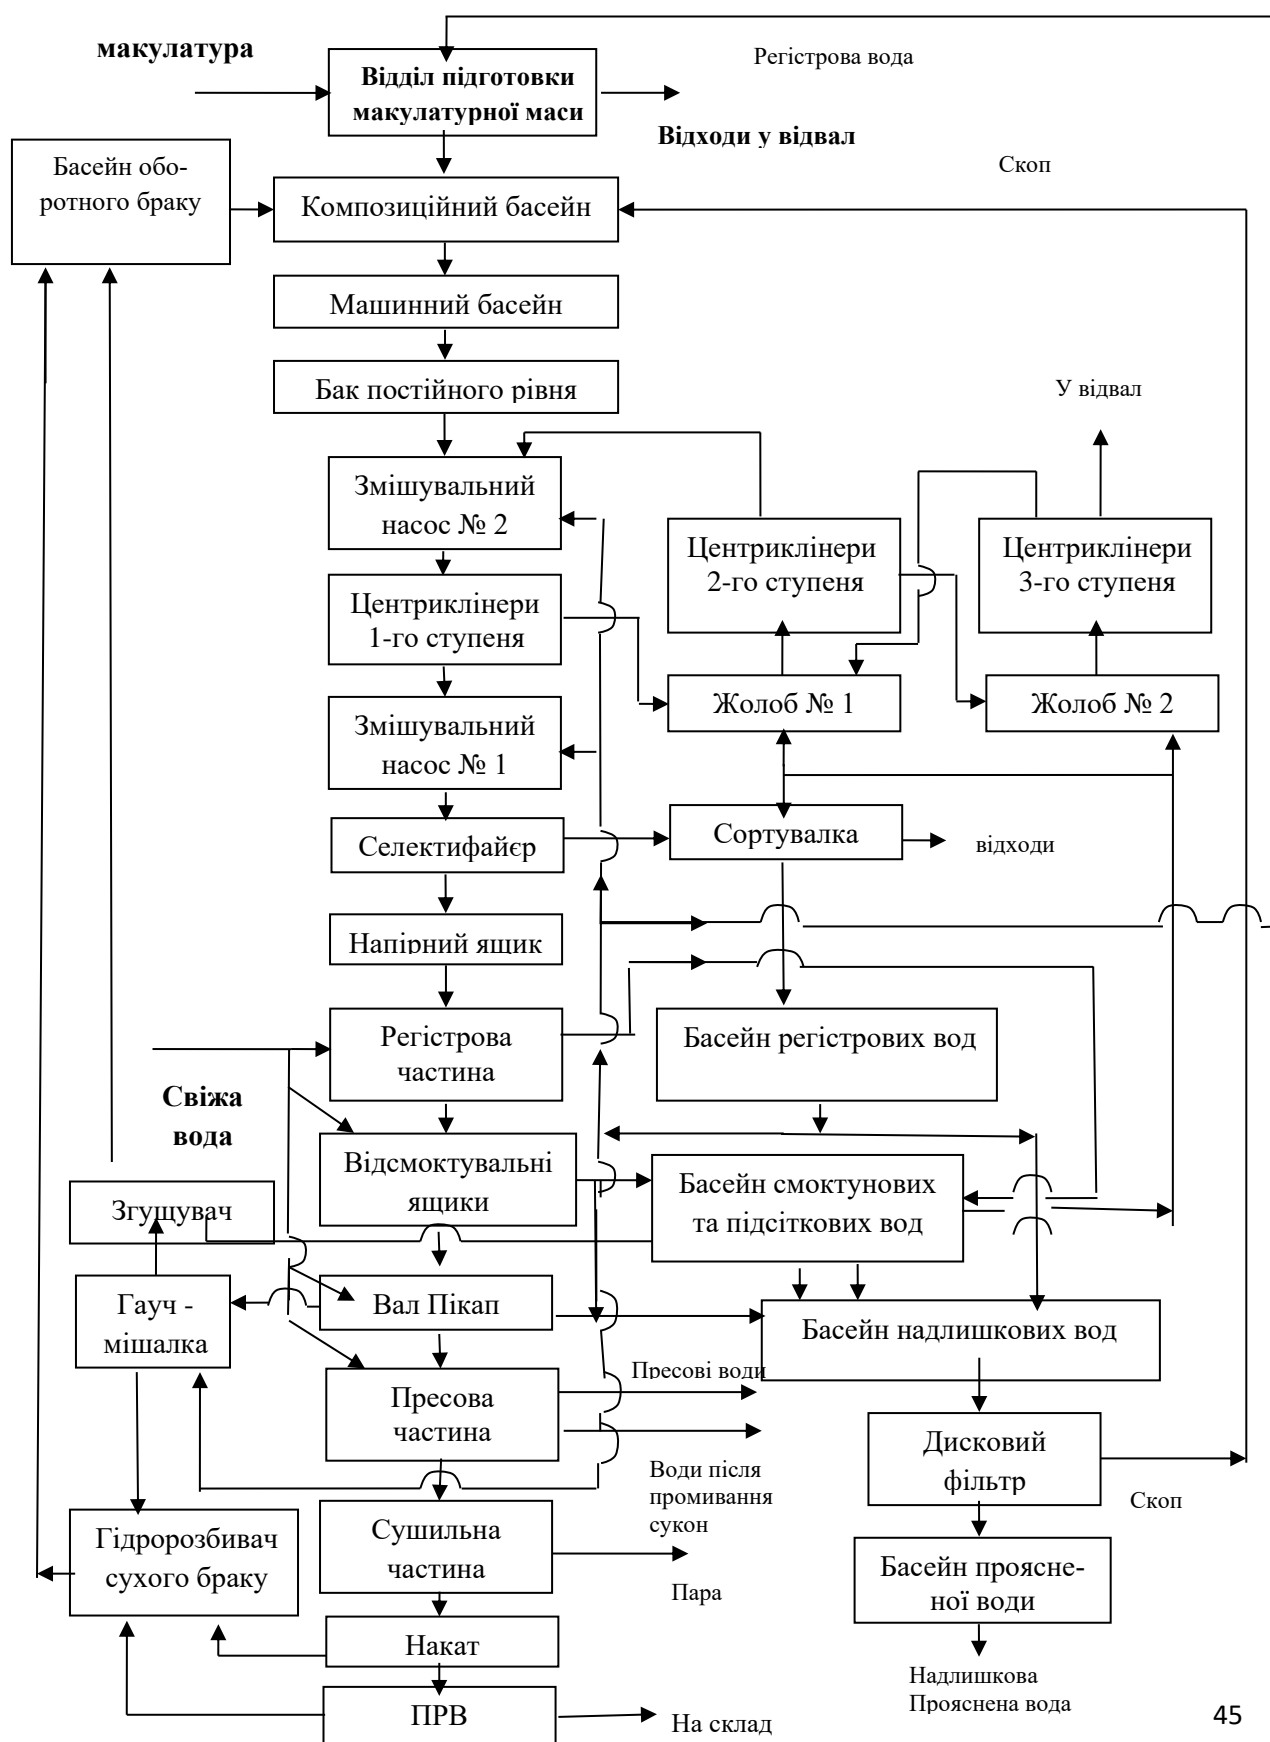 макулатура
Регістрова вода
Відділ підготовки
макулатурної маси
Відходи у відвал
Басейн обо-
ротного браку
Скоп
Композиційний басейн
Машинний басейн
Бак постійного рівня
У відвал
Змішувальний
насос № 2
Центриклінери
2-го ступеня
Центриклінери
3-го ступеня
Центриклінери
1-го ступеня
Жолоб № 1
Жолоб № 2
Змішувальний
насос № 1
Селектифайєр
Сортувалка
відходи
Напірний ящик
Регістрова
частина
Басейн регістрових вод
Свіжа
вода
Відсмоктувальні
ящики
Басейн смоктунових
та підсіткових вод
Згущувач
Гауч -
мішалка
Вал Пікап
Басейн надлишкових вод
Пресові води
Пресова
частина
Дисковий
фільтр
Води після
промивання
сукон
Скоп
Гідророзбивач
сухого браку
Сушильна
частина
Пара
Басейн проясне-
ної води
Накат
Надлишкова
Прояснена вода
ПРВ
На склад
45